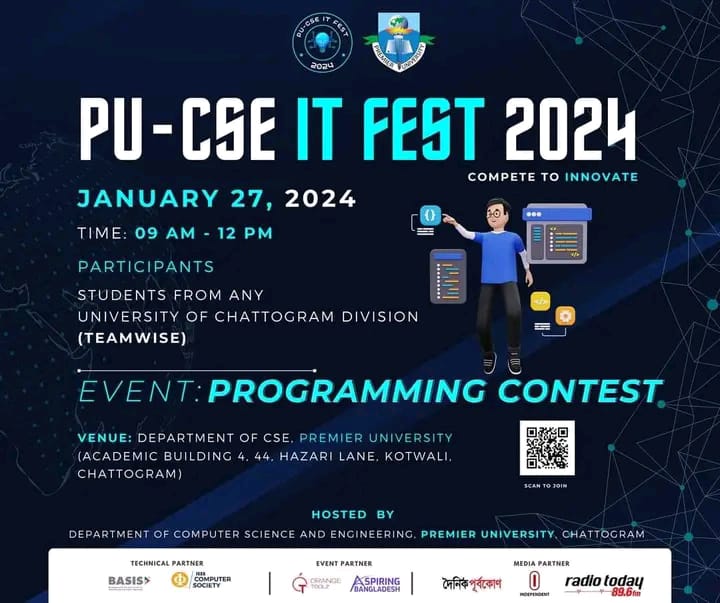 PU-CSE IT FEST
2024
PREMIER UNIVERSITY
PU-CSE IT FEST 2024
COMPETE TO INNOVATE
JANUARY 27, 2024
TIME: 09 AM - 12 PM
PARTICIPANTS
STUDENTS FROM ANY
UNIVERSITY OF CHATTOGRAM DIVISION
(TEAMWISE)
{}
</>
</>
EVENT: PROGRAMMING CONTEST
VENUE: DEPARTMENT OF CSE, PREMIER UNIVERSITY
(ACADEMIC BUILDING 4, 44, HAZARI LANE, KOTWALI,
CHATTOGRAM)
SCAN TO JOIN
HOSTED BY
DEPARTMENT OF COMPUTER SCIENCE AND ENGINEERING, PREMIER UNIVERSITY, CHATTOGRAM
TECHNICAL PARTNER
EVENT PARTNER
MEDIA PARTNER
BASIS
IEEE
COMPUTER
SOCIETY
ORANGE
TOOLZ
ASPIRING
BANGLADESH
দৈনিক পূর্বকোণ
INDEPENDENT
radio today
89.6fm